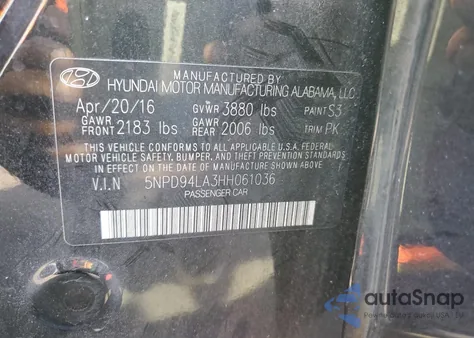 MANUFACTURED BY
HYUNDAI MOTOR MANUFACTURING ALABAMA, LLC
Apr/20/16 GVWR 3880 lbs PAINT S3
GAWR FRONT 2183 lbs GAWR REAR 2006 lbs TRIM PK
THIS VEHICLE CONFORMS TO ALL APPLICABLE U.S.A. FEDERAL
MOTOR VEHICLE SAFETY, BUMPER, AND THEFT PREVENTION STANDARDS
IN EFFECT ON THE DATE OF MANUFACTURE SHOWN ABOVE.
V.I.N 5NPD94LA3HH061036
PASSENGER CAR
autoSnap